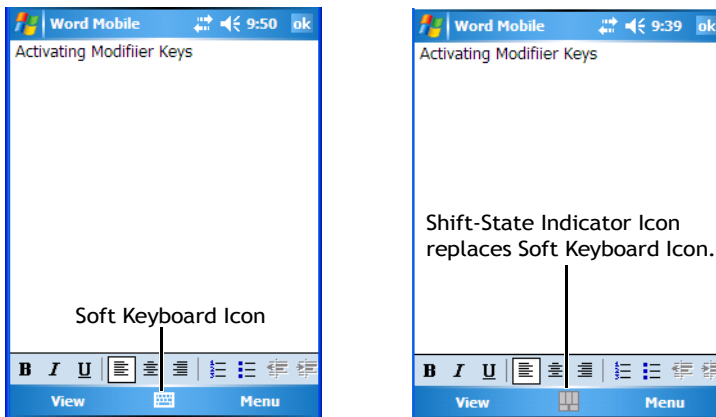 Word Mobile 9:50 ok
Activating Modifiier Keys
Soft Keyboard Icon
B I U
View Menu
Word Mobile 9:39 ok
Activating Modifiier Keys
Shift-State Indicator Icon
replaces Soft Keyboard Icon.
B I U
View Menu